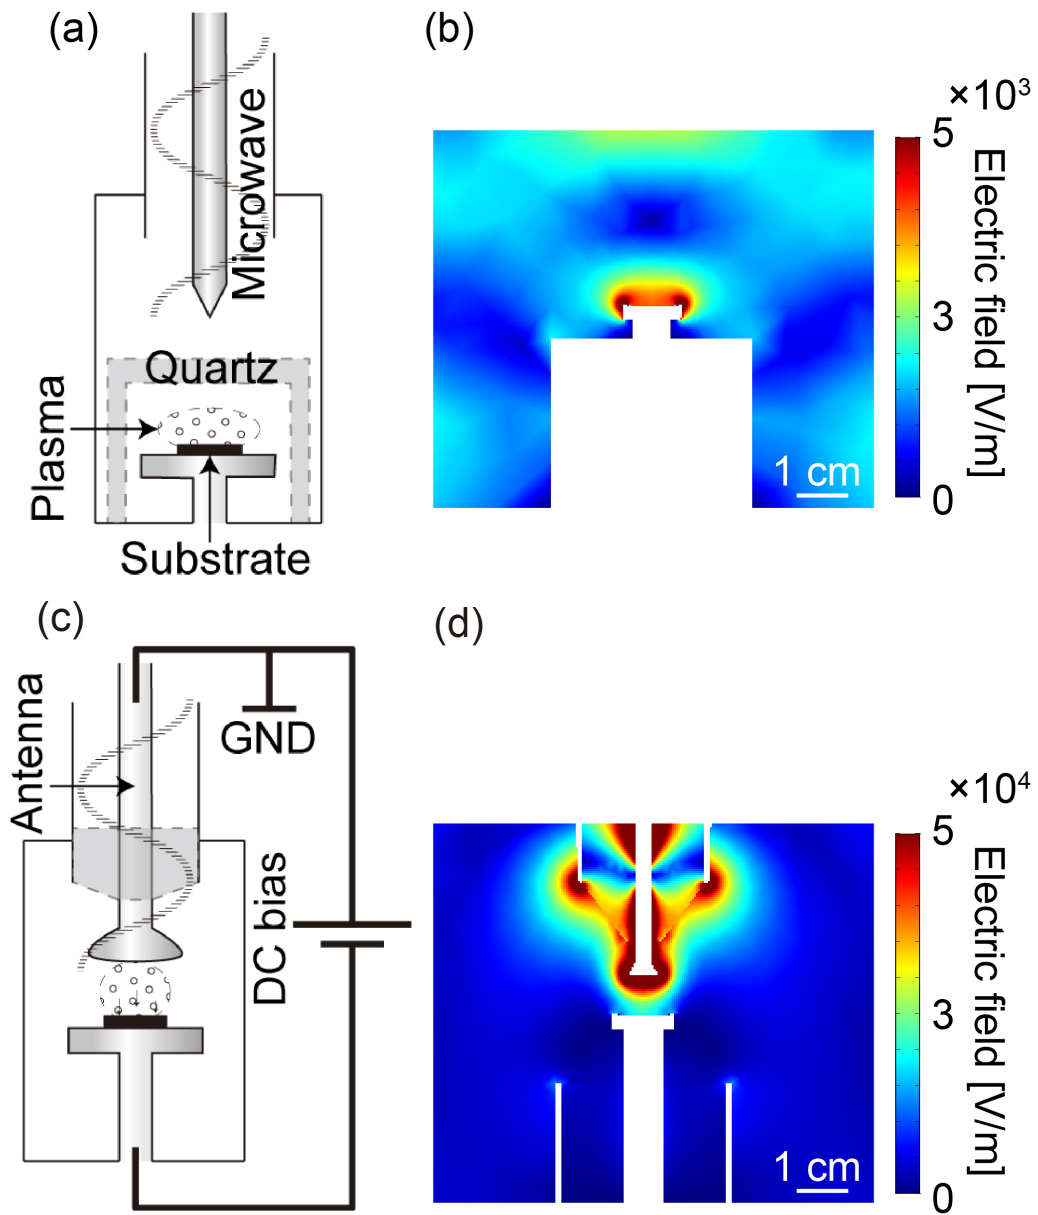 (a)
Microwave
Quartz
Plasma
Substrate
(b)
×10³
5
3
0
Electric field [V/m]
1 cm
(c)
Antenna
GND
DC bias
(d)
×10⁴
5
3
0
Electric field [V/m]
1 cm